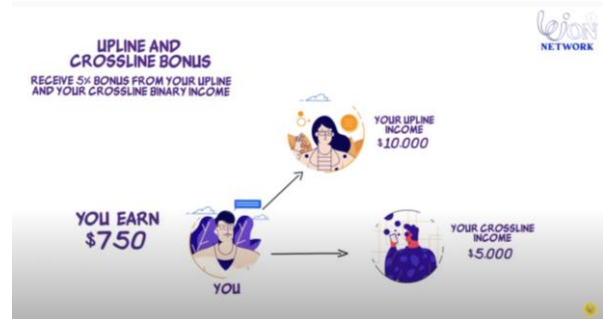 UPLINE AND
CROSSLINE BONUS
RECEIVE 5% BONUS FROM YOUR UPLINE
AND YOUR CROSSLINE BINARY INCOME
NETWORK
YOUR UPLINE
INCOME
$10.000
YOU EARN
$750
YOU
YOUR CROSSLINE
INCOME
$5.000